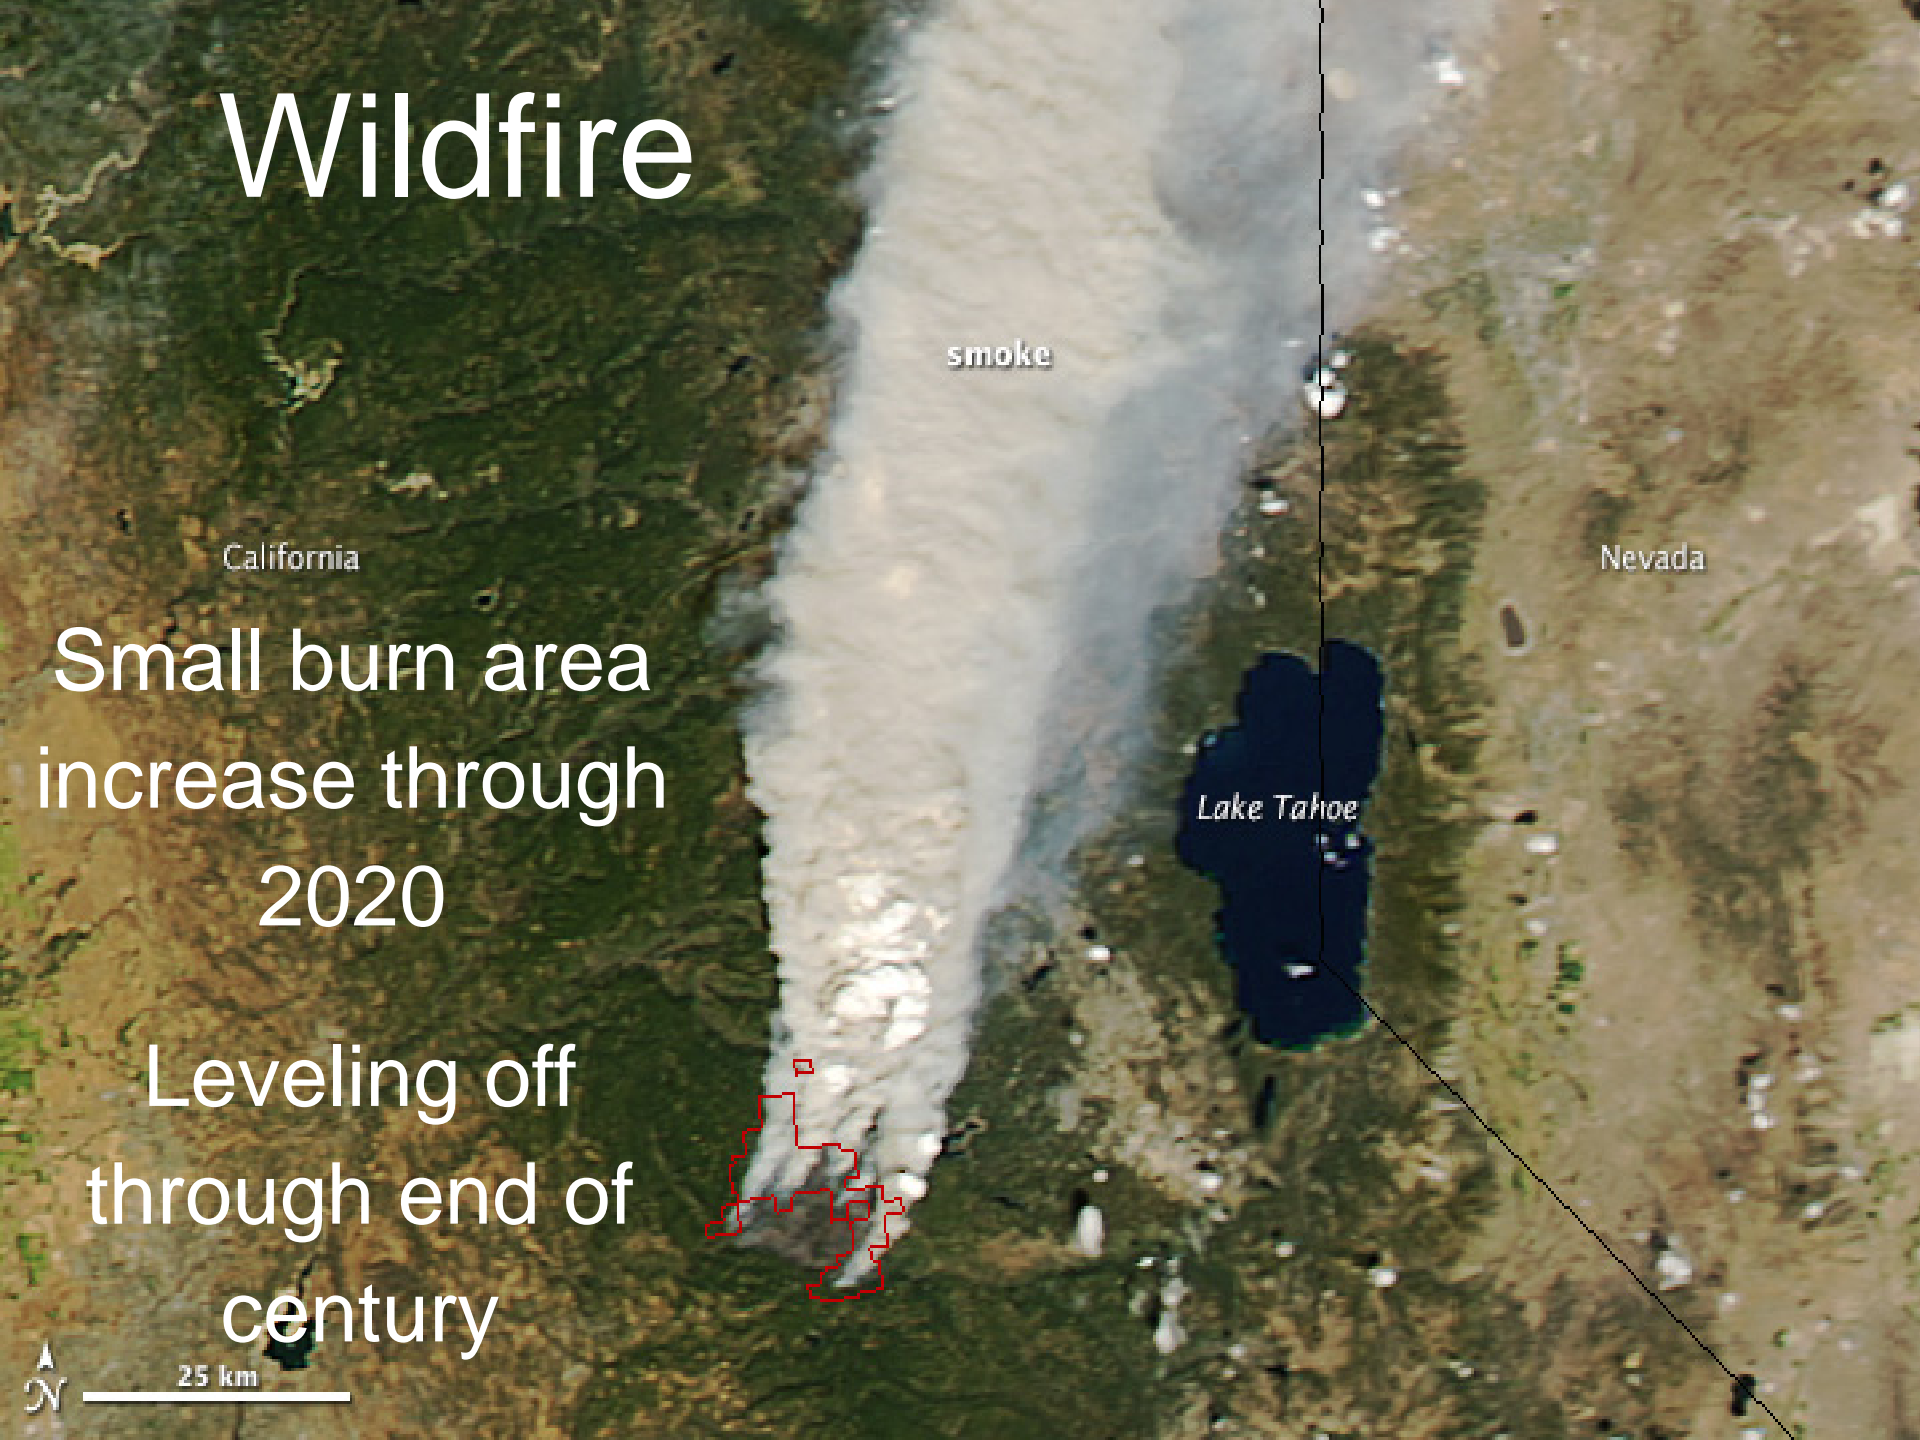 Wildfire
smoke
California
Nevada
Small burn area
increase through
2020
Lake Tahoe
Leveling off
through end of
century
25 km
N